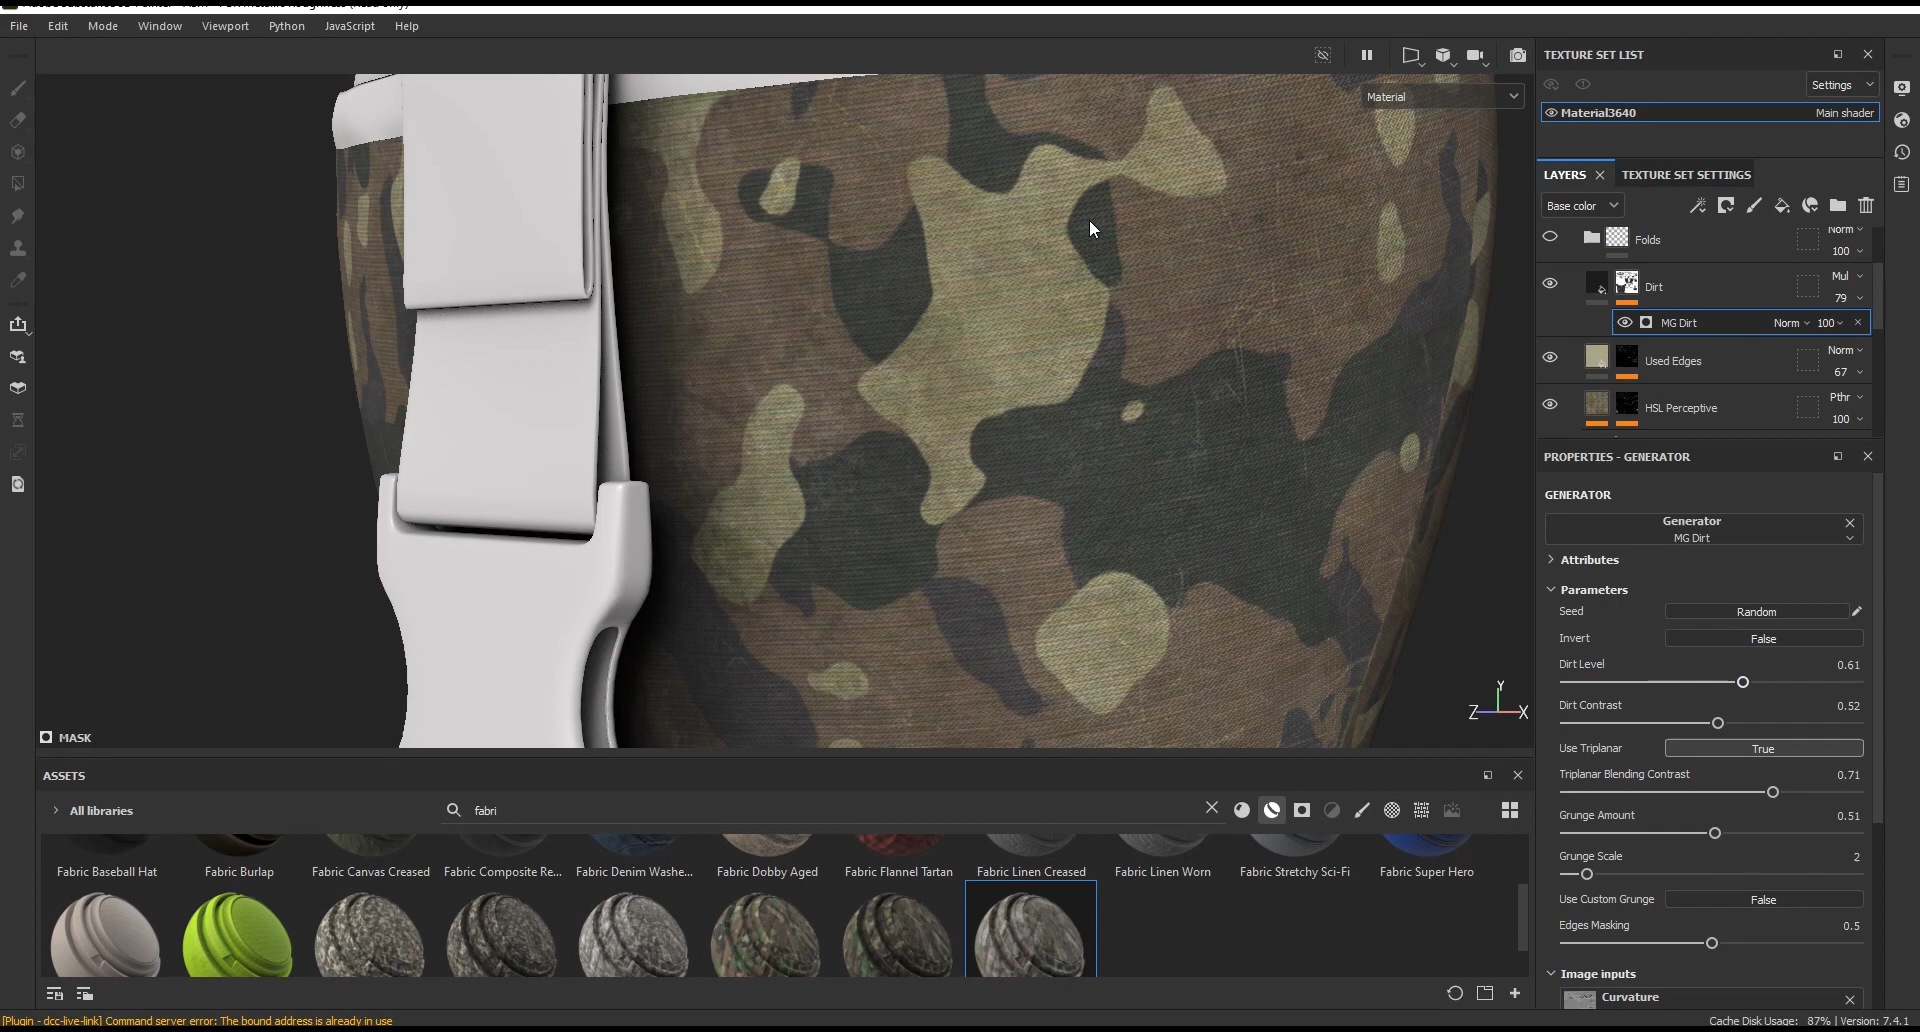 File Edit Mode Window Viewport Python JavaScript Help
TEXTURE SET LIST
Settings
Material
Material3640 Main shader
LAYERS TEXTURE SET SETTINGS
Base color
Norm
Folds
100
Mul
Dirt
79
MG Dirt Norm 100
Norm
Used Edges
67
Pthr
HSL Perceptive
100
PROPERTIES - GENERATOR
GENERATOR
Generator
MG Dirt
Attributes
Parameters
Seed Random
Invert False
Dirt Level 0.61
Dirt Contrast 0.52
Use Triplanar True
Triplanar Blending Contrast 0.71
Grunge Amount 0.51
Grunge Scale 2
Use Custom Grunge False
Edges Masking 0.5
Image inputs
Curvature
Y
Z X
MASK
ASSETS
All libraries
fabri
Fabric Baseball Hat Fabric Burlap Fabric Canvas Creased Fabric Composite Re... Fabric Denim Washe... Fabric Dobby Aged Fabric Flannel Tartan Fabric Linen Creased Fabric Linen Worn Fabric Stretchy Sci-Fi Fabric Super Hero
[Plugin - dcc-live-link] Command server error: The bound address is already in use
Cache Disk Usage: 87% | Version: 7.4.1